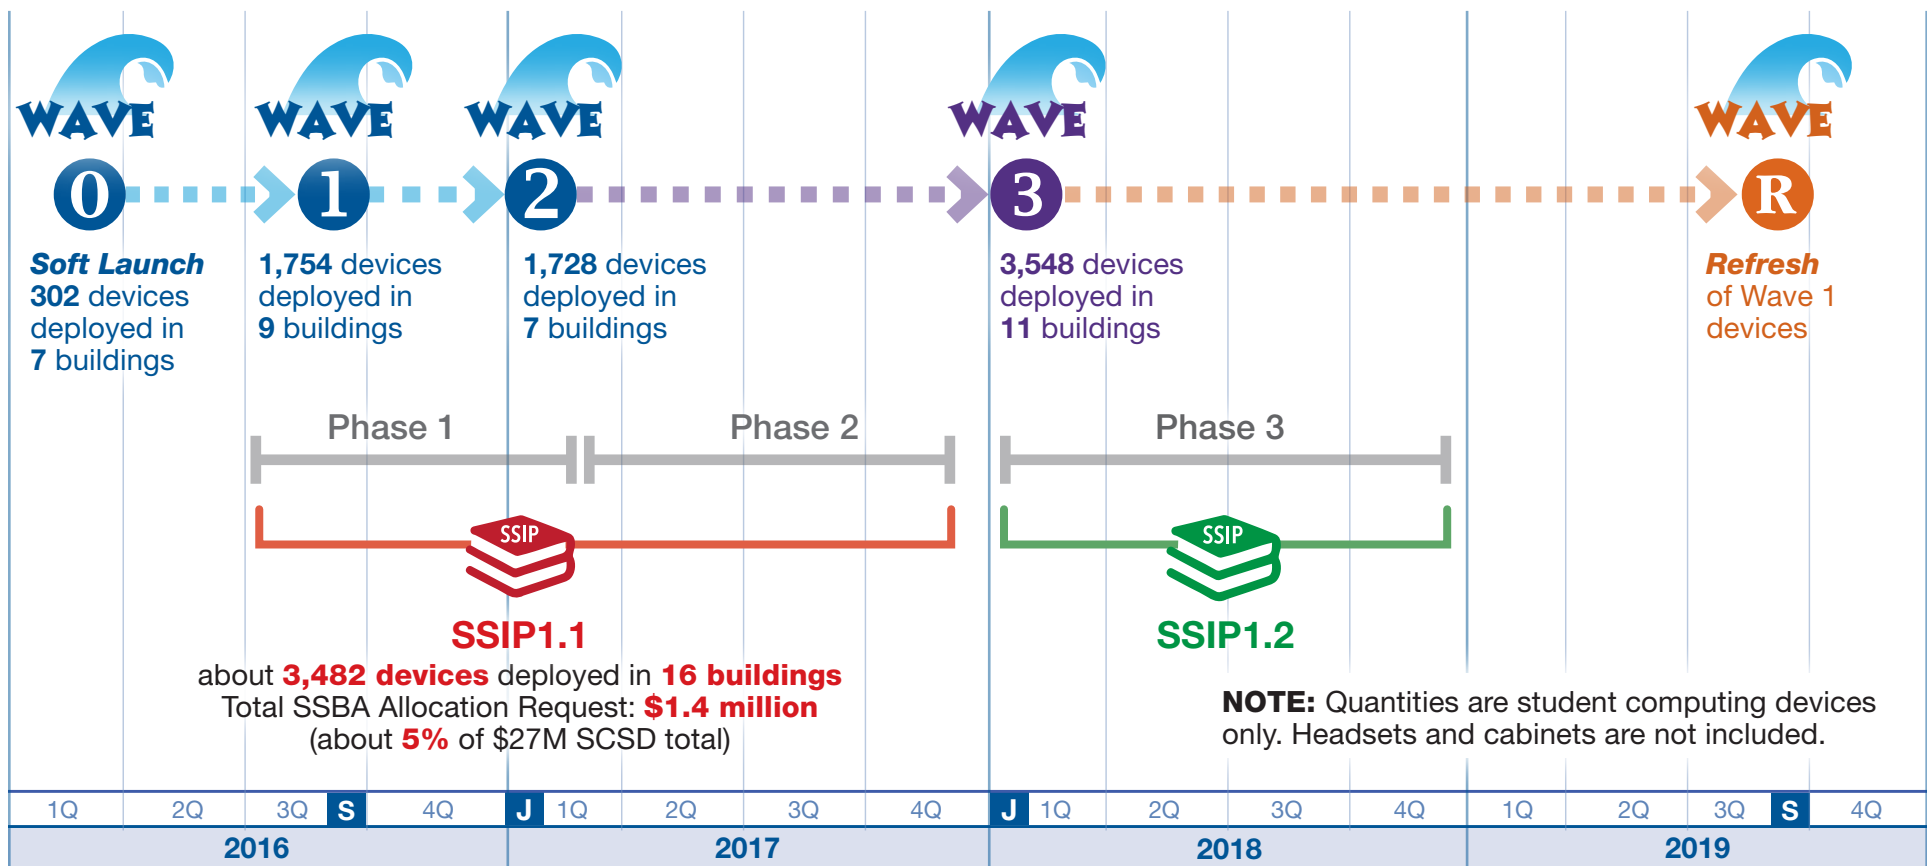 WAVE WAVE WAVE WAVE WAVE
0 1 2 3 R
Soft Launch
302 devices
deployed in
7 buildings
1,754 devices
deployed in
9 buildings
1,728 devices
deployed in
7 buildings
3,548 devices
deployed in
11 buildings
Refresh
of Wave 1
devices
Phase 1 Phase 2 Phase 3
SSIP SSIP
SSIP1.1
about 3,482 devices deployed in 16 buildings
Total SSBA Allocation Request: $1.4 million
(about 5% of $27M SCSD total)
SSIP1.2
NOTE: Quantities are student computing devices
only. Headsets and cabinets are not included.
1Q 2Q 3Q S 4Q J 1Q 2Q 3Q 4Q J 1Q 2Q 3Q 4Q 1Q 2Q 3Q S 4Q
2016 2017 2018 2019